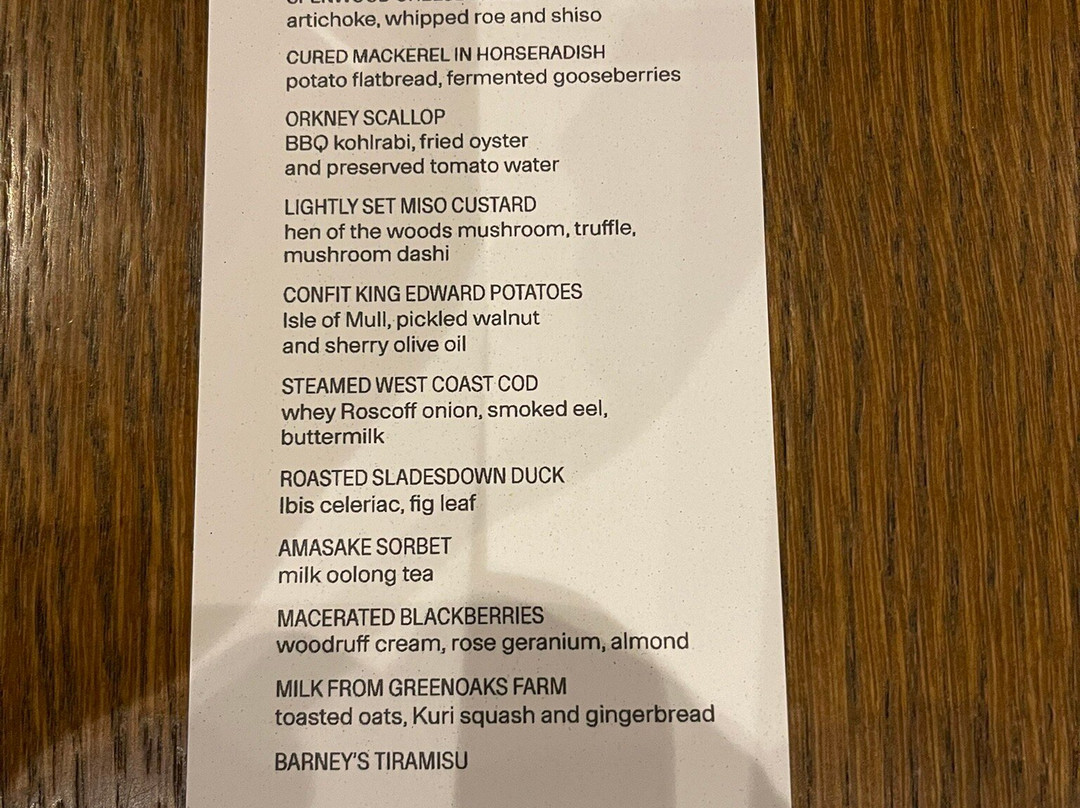 artichoke, whipped roe and shiso
CURED MACKEREL IN HORSERADISH
potato flatbread, fermented gooseberries
ORKNEY SCALLOP
BBQ kohlrabi, fried oyster
and preserved tomato water
LIGHTLY SET MISO CUSTARD
hen of the woods mushroom, truffle,
mushroom dashi
CONFIT KING EDWARD POTATOES
Isle of Mull, pickled walnut
and sherry olive oil
STEAMED WEST COAST COD
whey Roscoff onion, smoked eel,
buttermilk
ROASTED SLADESDOWN DUCK
Ibis celeriac, fig leaf
AMASAKE SORBET
milk oolong tea
MACERATED BLACKBERRIES
woodruff cream, rose geranium, almond
MILK FROM GREENOAKS FARM
toasted oats, Kuri squash and gingerbread
BARNEY'S TIRAMISU